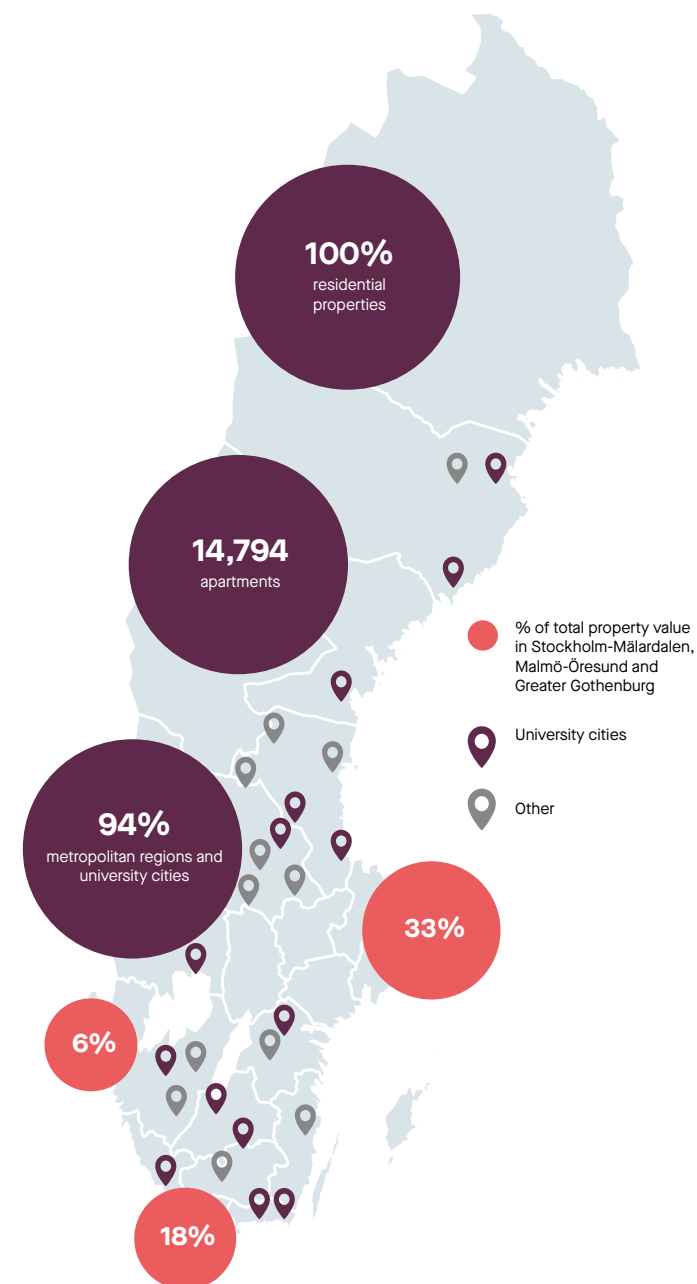 100%
residential
properties
14,794
apartments
% of total property value
in Stockholm-Mälardalen,
Malmö-Öresund and
Greater Gothenburg
University cities
Other
94%
metropolitan regions and
university cities
33%
6%
18%